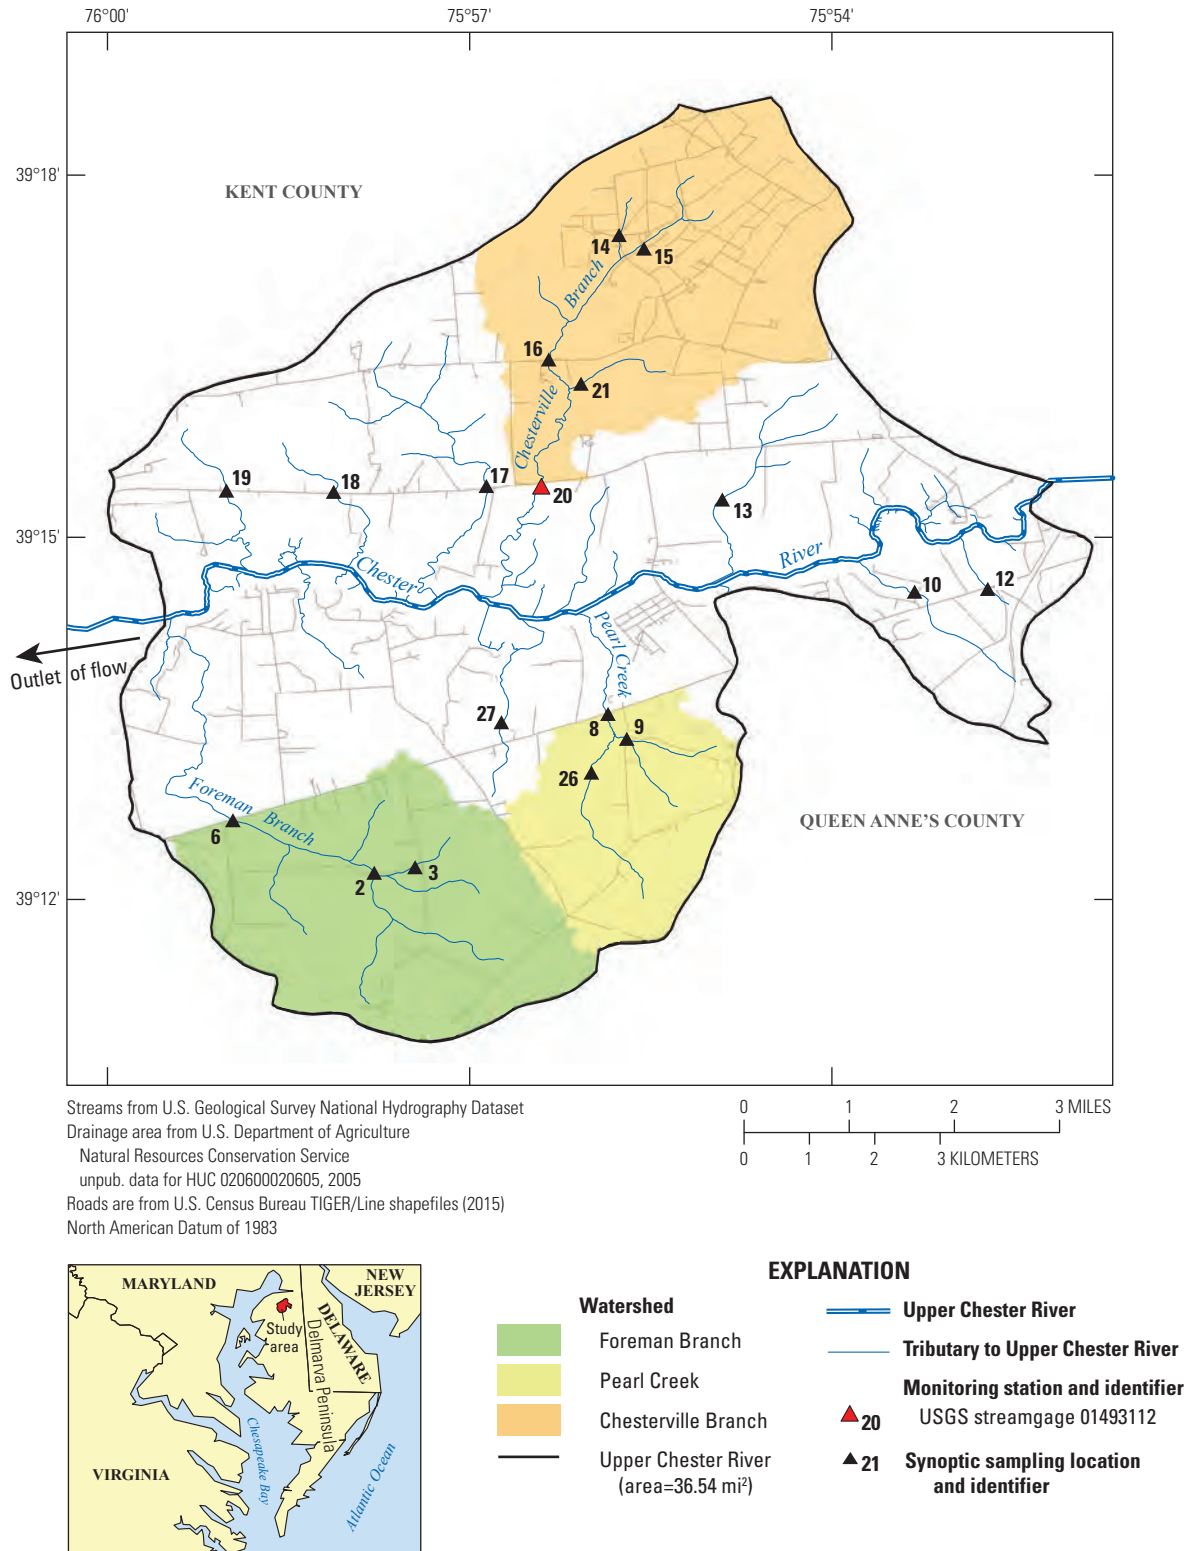 76°00'
75°57'
75°54'
39°18'
KENT COUNTY
14
15
Branch
16
21
Chesterville
19
18
17
20
13
39°15'
Chester
River
10
12
Pearl Creek
Outlet of flow
27
8
9
26
Foreman Branch
6
QUEEN ANNE'S COUNTY
2
3
39°12'
Streams from U.S. Geological Survey National Hydrography Dataset
Drainage area from U.S. Department of Agriculture
Natural Resources Conservation Service
unpub. data for HUC 020600020605, 2005
Roads are from U.S. Census Bureau TIGER/Line shapefiles (2015)
North American Datum of 1983
0 1 2 3 MILES
0 1 2 3 KILOMETERS
MARYLAND
NEW
JERSEY
Study
area
DELAWARE
Delmarva Peninsula
Chesapeake Bay
VIRGINIA
Atlantic Ocean
EXPLANATION
Watershed
Foreman Branch
Pearl Creek
Chesterville Branch
Upper Chester River
(area=36.54 mi²)
Upper Chester River
Tributary to Upper Chester River
Monitoring station and identifier
20 USGS streamgage 01493112
21 Synoptic sampling location
and identifier